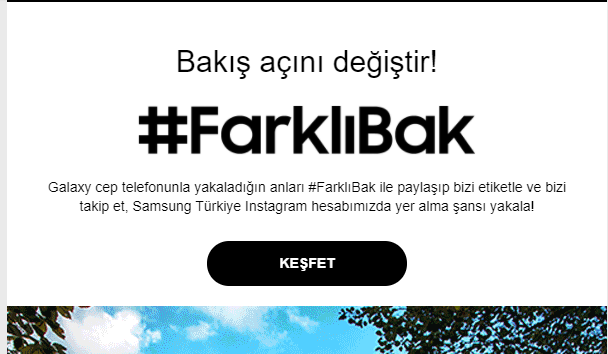 Bakış açını değiştir!
#FarklıBak
Galaxy cep telefonunla yakaladığın anları #FarklıBak ile paylaşıp bizi etiketle ve bizi
takip et, Samsung Türkiye Instagram hesabımızda yer alma şansı yakala!
KEŞFET